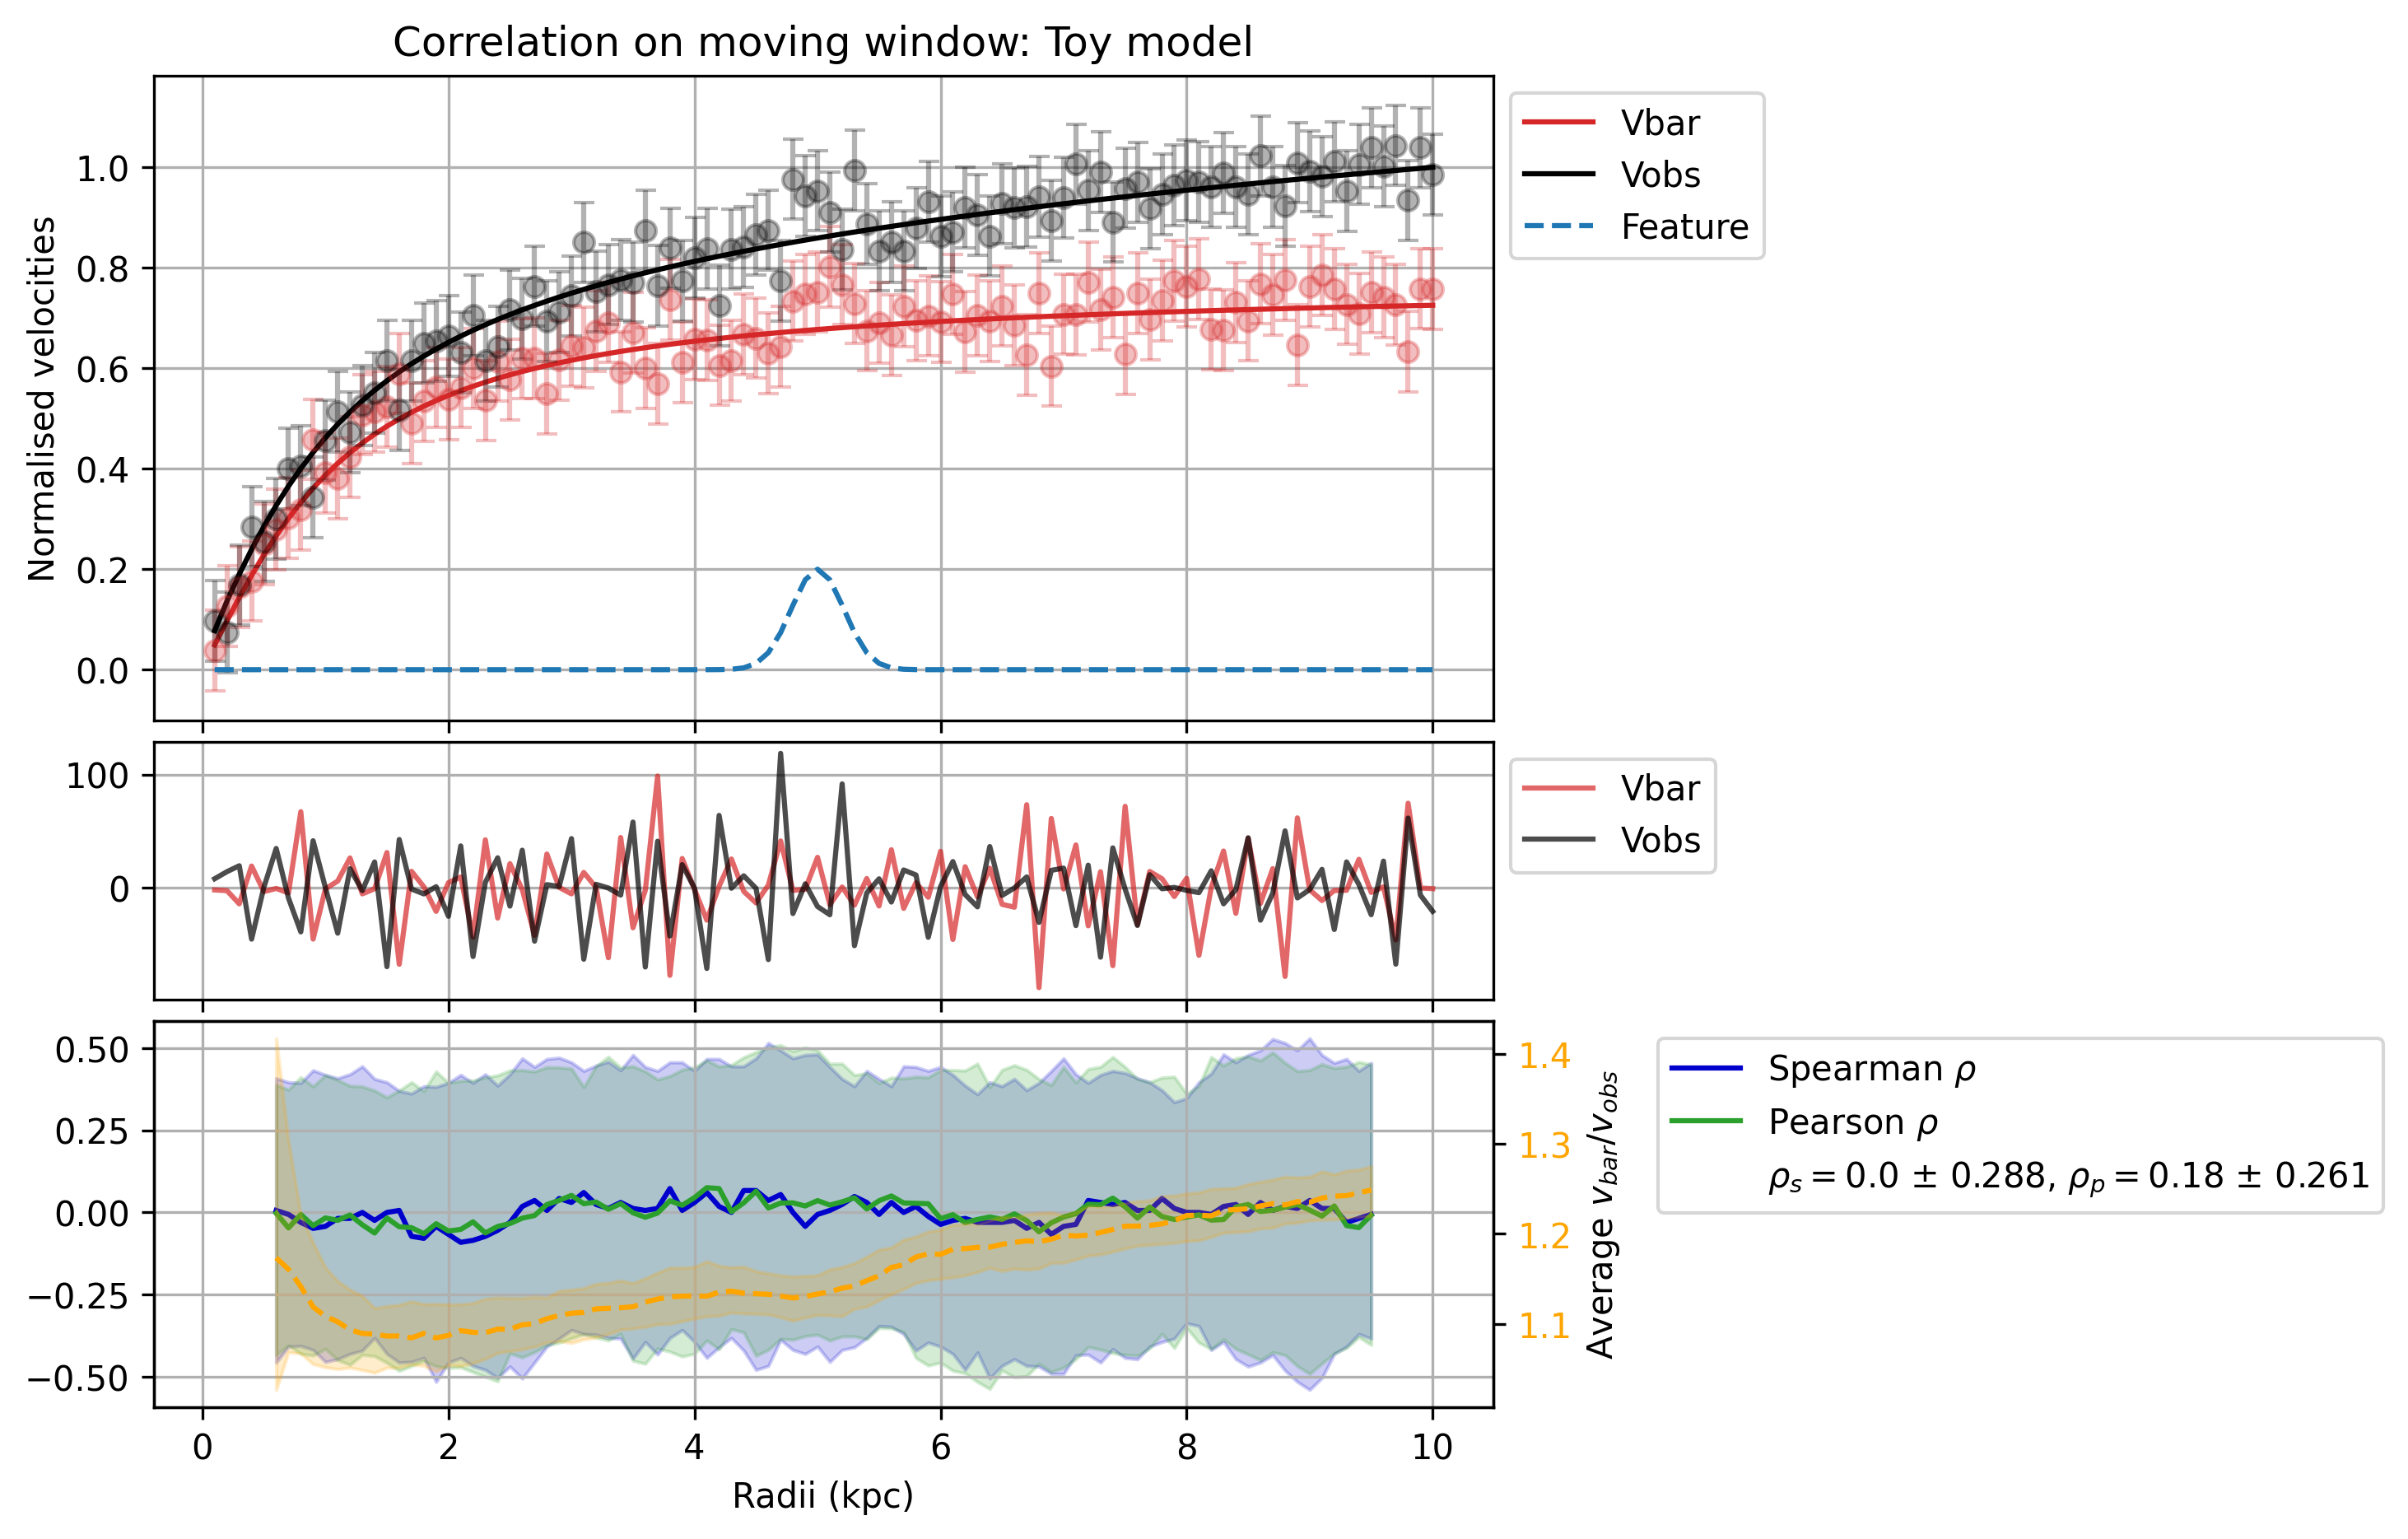 Correlation on moving window: Toy model
Normalised velocities
1.0
0.8
0.6
0.4
0.2
0.0
Vbar
Vobs
Feature
100
0
Vbar
Vobs
0.50
0.25
0.00
−0.25
−0.50
1.4
1.3
1.2
1.1
Average v_bar/v_obs
Spearman ρ
Pearson ρ
ρ_s = 0.0 ± 0.288, ρ_p = 0.18 ± 0.261
0 2 4 6 8 10
Radii (kpc)